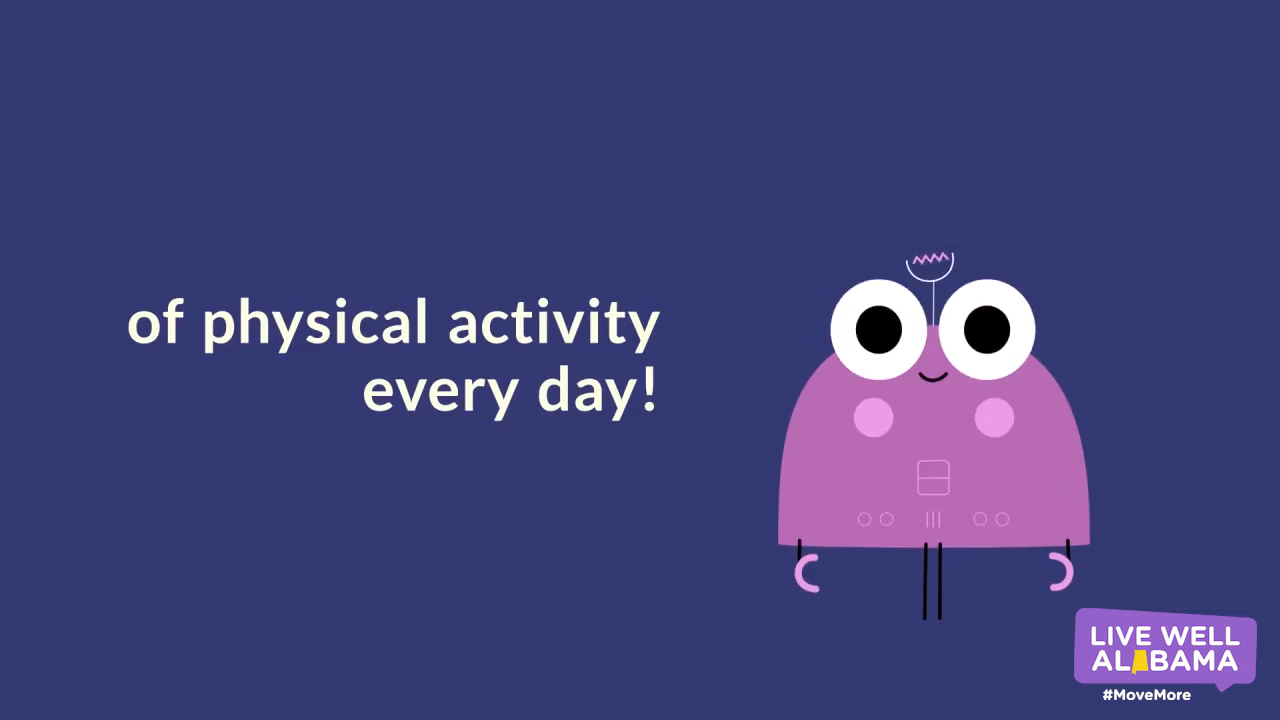 of physical activity
every day!
LIVE WELL
ALABAMA
#MoveMore